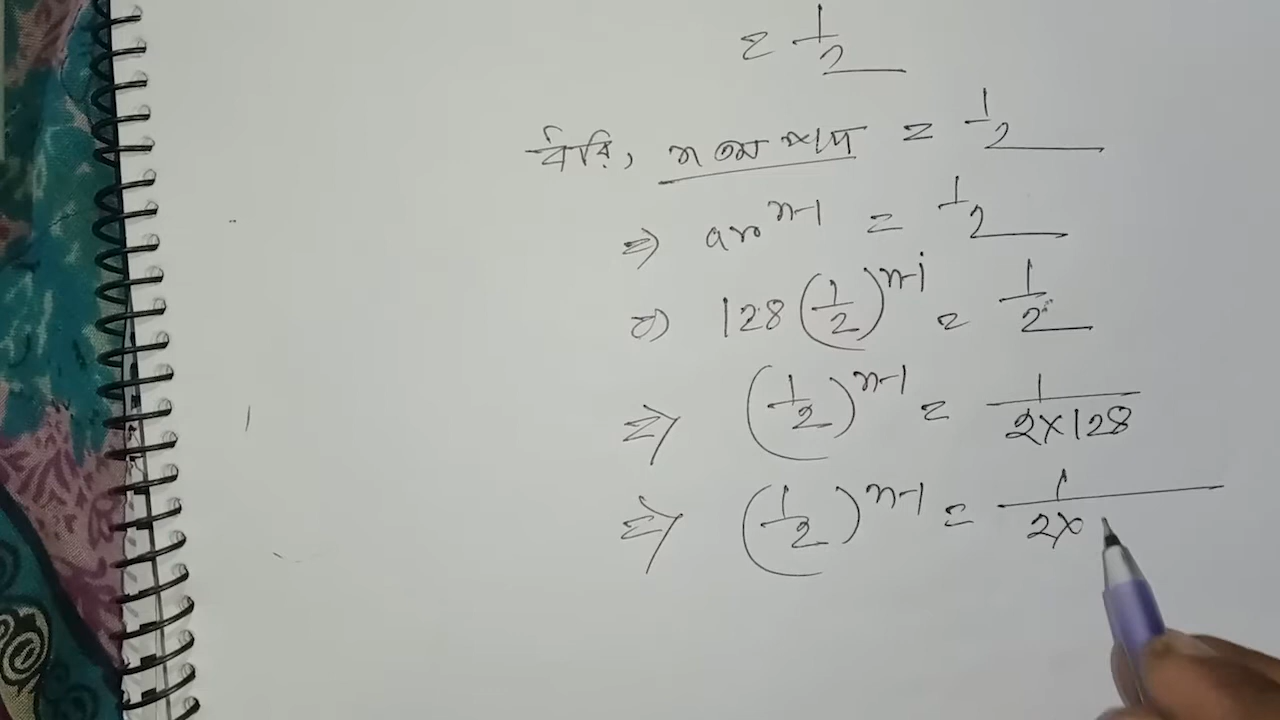 = 1/2
ধরি, n তম পদ = 1/2
⇒ ar^{n-1} = 1/2
⇒ 128 (1/2)^{n-1} = 1/2
⇒ (1/2)^{n-1} = 1/(2×128)
⇒ (1/2)^{n-1} = 1/(2×